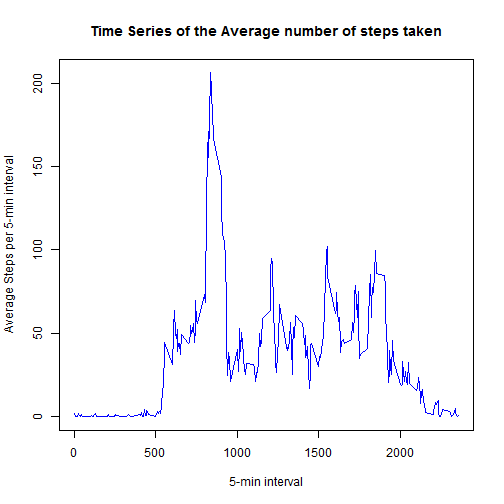 Time Series of the Average number of steps taken
Average Steps per 5-min interval
200
150
100
50
0
0 500 1000 1500 2000
5-min interval